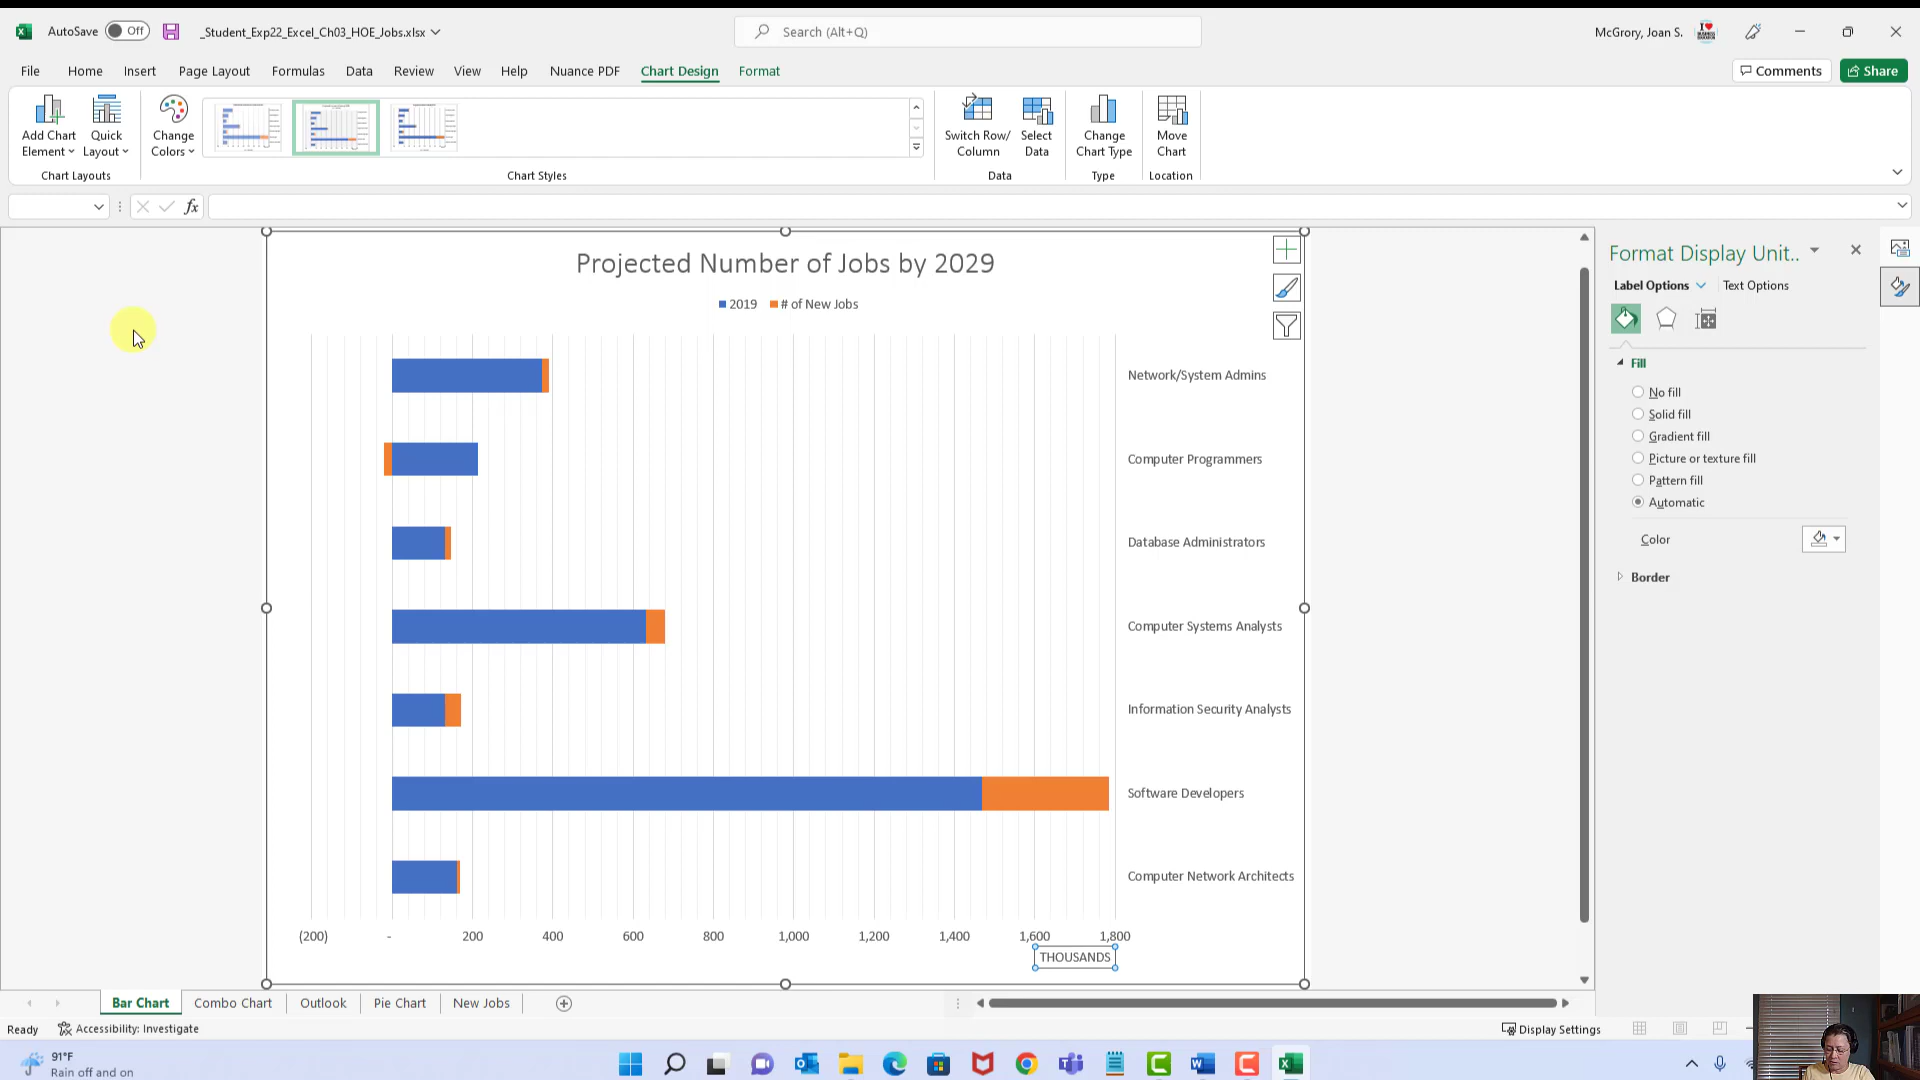 AutoSave Off _Student_Exp22_Excel_Ch03_HOE_Jobs.xlsx Search (Alt+Q) McGrory, Joan S.
File Home Insert Page Layout Formulas Data Review View Help Nuance PDF Chart Design Format Comments Share
Add Chart Element Quick Layout Change Colors Switch Row/ Column Select Data Change Chart Type Move Chart
Chart Layouts Chart Styles Data Type Location
fx
Projected Number of Jobs by 2029
2019 # of New Jobs
Network/System Admins
Computer Programmers
Database Administrators
Computer Systems Analysts
Information Security Analysts
Software Developers
Computer Network Architects
(200) - 200 400 600 800 1,000 1,200 1,400 1,600 1,800
THOUSANDS
Format Display Unit..
Label Options Text Options
Fill
No fill
Solid fill
Gradient fill
Picture or texture fill
Pattern fill
Automatic
Color
Border
Bar Chart Combo Chart Outlook Pie Chart New Jobs
Ready Accessibility: Investigate Display Settings
91°F
Rain off and on